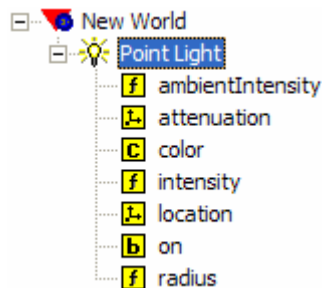 New World
Point Light
f ambientIntensity
attenuation
C color
f intensity
location
b on
f radius